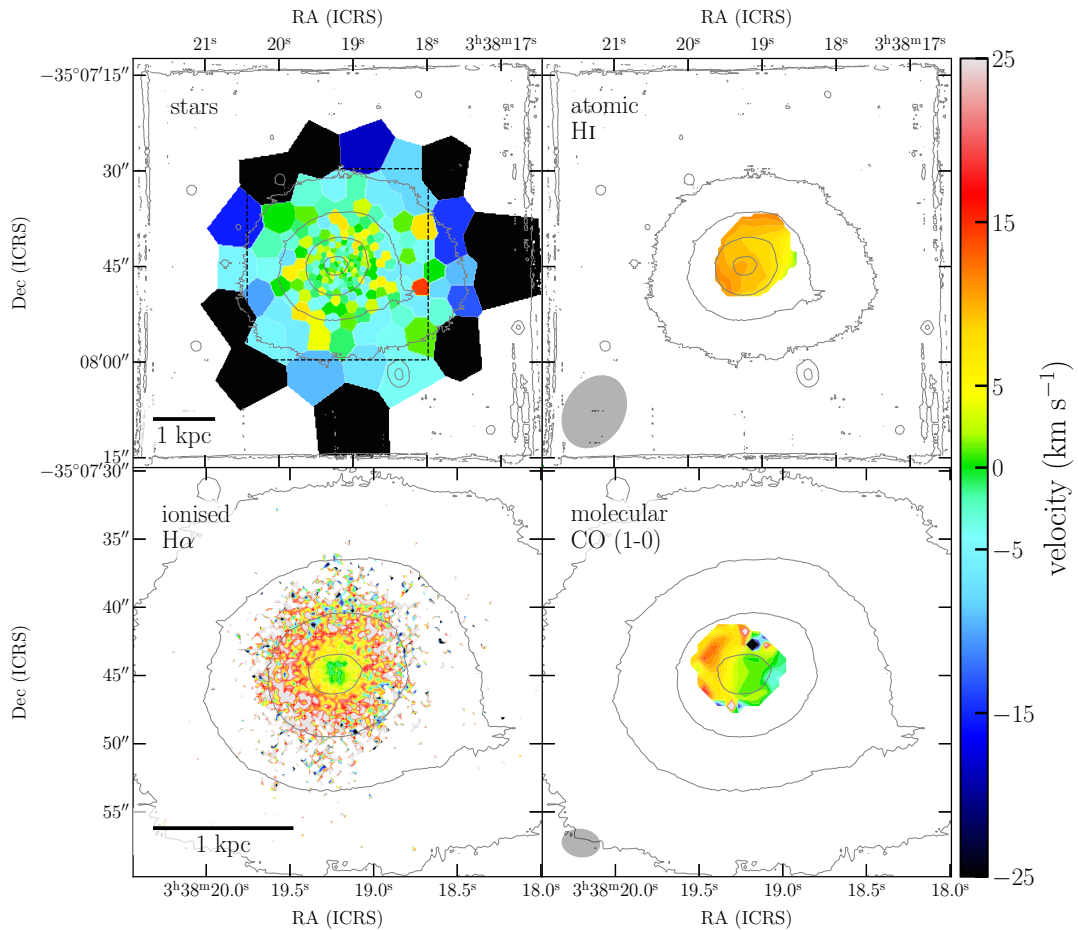 RA (ICRS)
RA (ICRS)
21ˢ 20ˢ 19ˢ 18ˢ 3ʰ38ᵐ17ˢ
21ˢ 20ˢ 19ˢ 18ˢ 3ʰ38ᵐ17ˢ
−35°07′15″
30″
45″
08′00″
15″
Dec (ICRS)
stars
1 kpc
atomic
HI
−35°07′30″
35″
40″
45″
50″
55″
Dec (ICRS)
ionised
Hα
1 kpc
molecular
CO (1-0)
3ʰ38ᵐ20.0ˢ 19.5ˢ 19.0ˢ 18.5ˢ 18.0ˢ
19.5ˢ 19.0ˢ 18.5ˢ 18.0ˢ
RA (ICRS)
RA (ICRS)
25
15
5
0
−5
−15
−25
velocity (km s⁻¹)